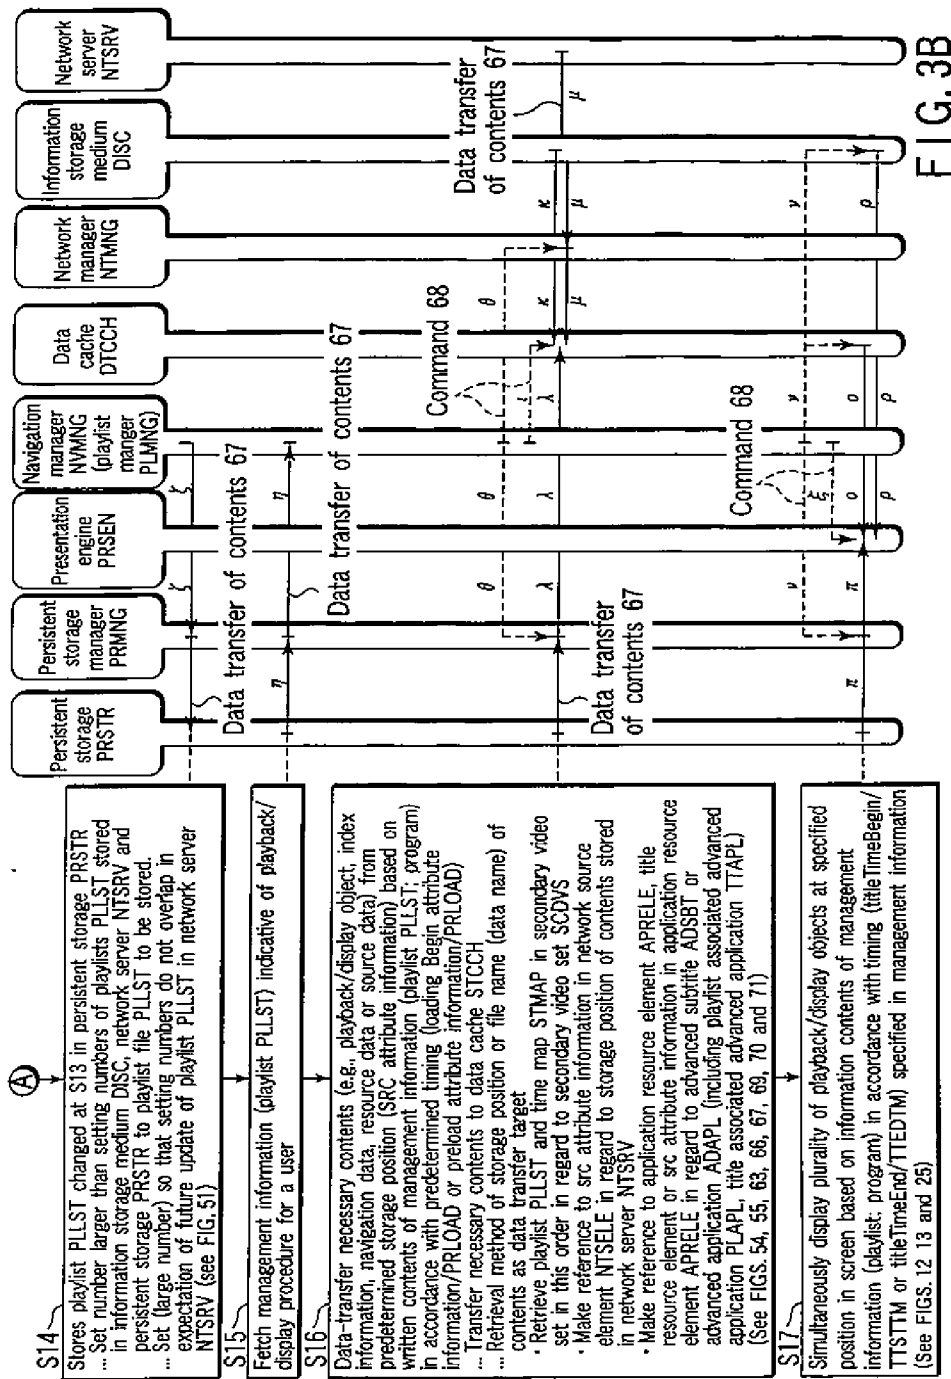 A
S14
Stores playlist PLLST changed at S13 in persistent storage PRSTR
... Set number larger than setting numbers of playlists PLLST stored
in information storage medium DISC, network server NTSRV and
persistent storage PRSTR to playlist file PLLST to be stored.
... Set (large number) so that setting numbers do not overlap in
expectation of future update of playlist PLLST in network server
NTSRV (see FIG. 51)
S15
Fetch management information (playlist PLLST) indicative of playback/
display procedure for a user
S16
Data-transfer necessary contents (e.g., playback/display object, index
information, navigation data, resource data or source data) from
predetermined storage position (SRC attribute information) based on
written contents of management information (playlist PLLST; program)
in accordance with predetermined timing (loading Begin attribute
information/PRLOAD or preload attribute information/PRLOAD)
... Transfer necessary contents to data cache STCCH
... Retrieval method of storage position or file name (data name) of
contents as data transfer target
• Retrieve playlist PLLST and time map STMAP in secondary video
set in this order in regard to secondary video set SCDVS
• Make reference to src attribute information in network source
element NTSELE in regard to storage position of contents stored
in network server NTSRV
• Make reference to application resource element APRELE, title
resource element or src attribute information in application resource
element APRELE in regard to advanced subtitle ADSBT or
advanced application ADAPL (including playlist associated advanced
application PLAPL, title associated advanced application TTAPL)
(See FIGS. 54, 55, 63, 66, 67, 69, 70 and 71)
S17
Simultaneously display plurality of playback/display objects at specified
position in screen based on information contents of management
information (playlist; program) in accordance with timing (titleTimeBegin/
TTSTTM or titleTimeEnd/TTEDTM) specified in management information
(See FIGS. 12 13 and 25)
Persistent
storage
PRSTR
Persistent
storage
manager
PRMNG
Presentation
engine
PRSEN
Navigation
manager
NVMNG
(playlist
manger
PLMNG)
Data
cache
DTCCH
Network
manager
NTMNG
Information
storage
medium
DISC
Network
server
NTSRV
ζ ζ
Data transfer of contents 67
η η
Data transfer of contents 67
θ θ θ
Command 68
ι
κ κ
λ λ
μ μ μ
Data transfer
of contents 67
Data transfer
of contents 67
ν ν ν
Command 68
ξ
π π ο ο
ρ ρ
FIG. 3B